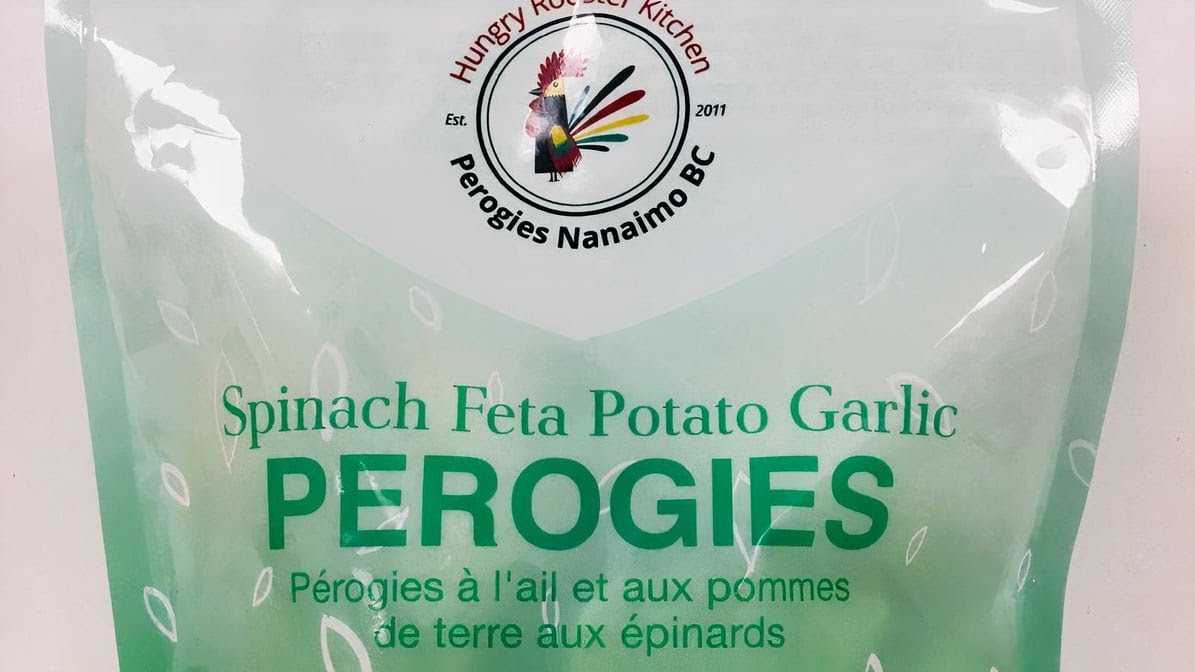 Hungry Rooster Kitchen
Est.
2011
Perogies Nanaimo BC
Spinach Feta Potato Garlic
PEROGIES
Pérogies à l'ail et aux pommes
de terre aux épinards